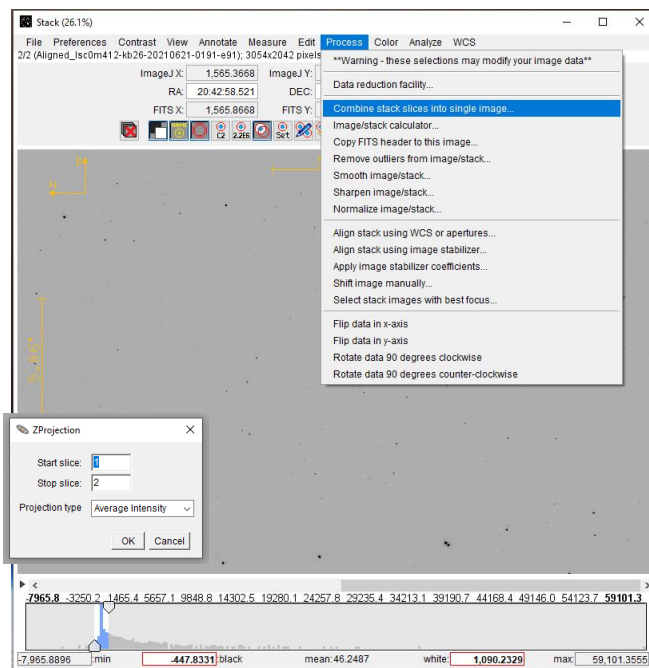 Stack (26.1%)
File Preferences Contrast View Annotate Measure Edit Process Color Analyze WCS
2/2 (Aligned_lsc0m412-kb26-20210621-0191-e91); 3054x2042 pixels
ImageJ X: 1,565.3668 ImageJ Y:
RA: 20:42:58.521 DEC:
FITS X: 1,565.8668 FITS Y:
C2 2.2E6 Set
**Warning - these selections may modify your image data**
Data reduction facility...
Combine stack slices into single image...
Image/stack calculator...
Copy FITS header to this image...
Remove outliers from image/stack...
Smooth image/stack...
Sharpen image/stack...
Normalize image/stack...
Align stack using WCS or apertures...
Align stack using image stabilizer...
Apply image stabilizer coefficients...
Shift image manually...
Select stack images with best focus...
Flip data in x-axis
Flip data in y-axis
Rotate data 90 degrees clockwise
Rotate data 90 degrees counter-clockwise
N
ZProjection
Start slice: 1
Stop slice: 2
Projection type Average Intensity
OK Cancel
-7965.8 -3250.2 1465.4 5657.1 9848.8 14302.5 19280.1 24257.8 29235.4 34213.1 39190.7 44168.4 49146.0 54123.7 59101.3
-7,965.8896 :min -447.8331 :black mean: 46.2487 white: 1,090.2329 max: 59,101.3555